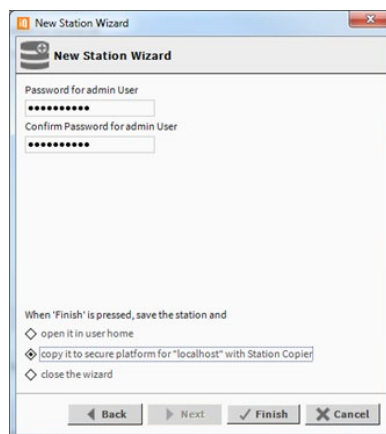 New Station Wizard
New Station Wizard
Password for admin User
●●●●●●●●●●
Confirm Password for admin User
●●●●●●●●●●
When 'Finish' is pressed, save the station and
open it in user home
copy it to secure platform for "localhost" with Station Copier
close the wizard
Back
Next
Finish
Cancel